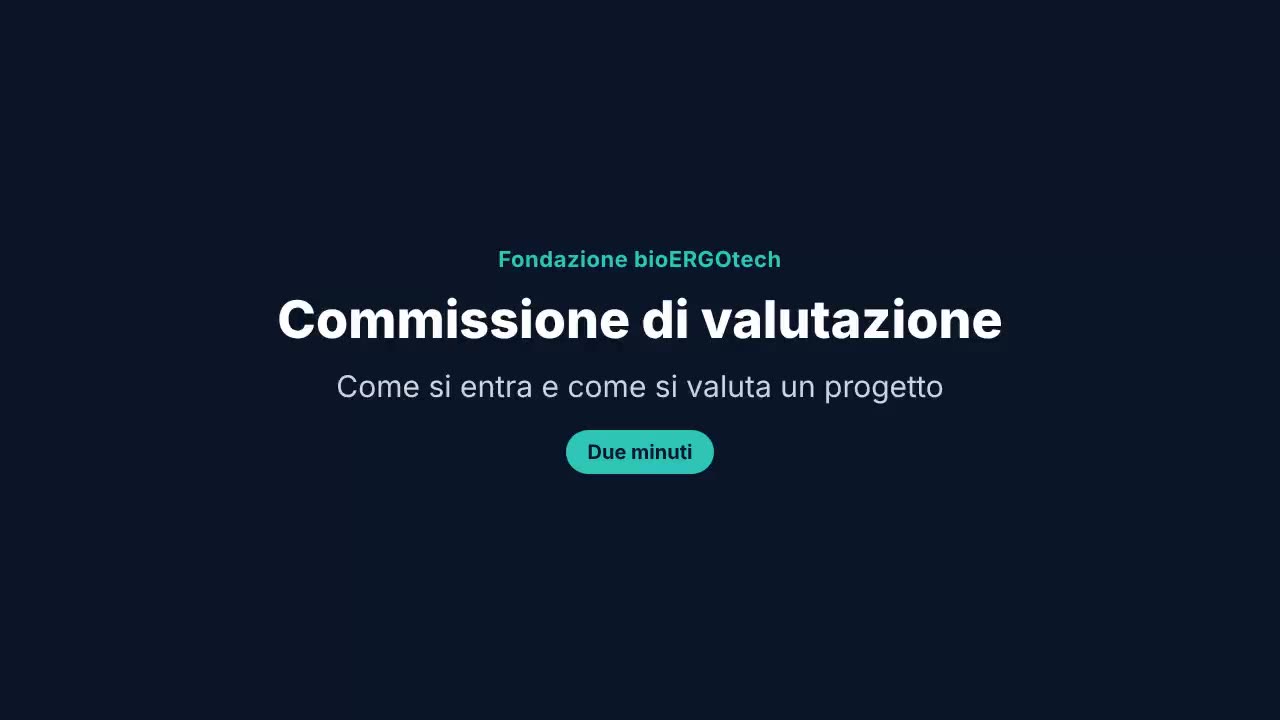 Fondazione bioERGOtech
Commissione di valutazione
Come si entra e come si valuta un progetto
Due minuti